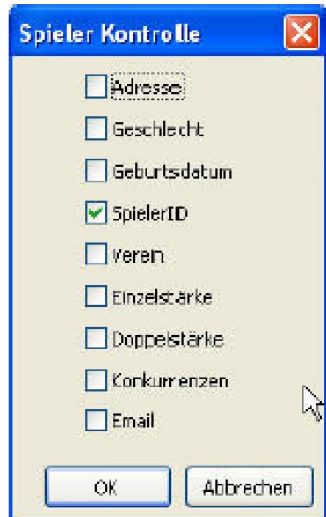 Spieler Kontrolle
Adresse
Geschlecht
Geburtsdatum
SpielerID
Verein
Einzelstärke
Doppelstärke
Konkurrenzen
Email
OK Abbrechen